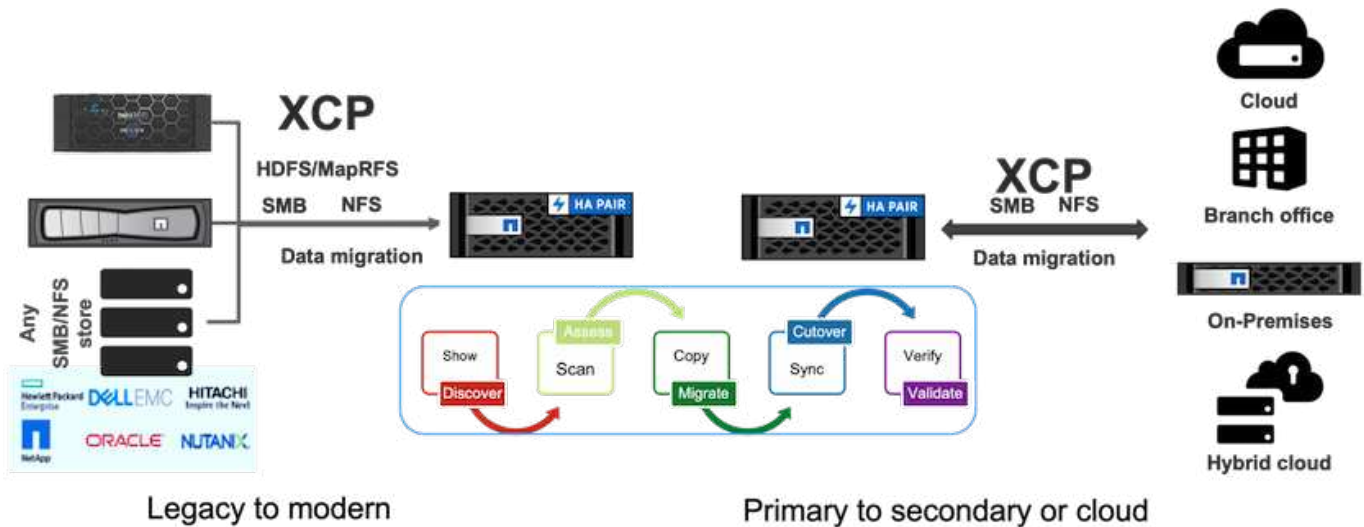 XCP
HDFS/MapRFS
SMB NFS
Data migration
HA PAIR
Any
SMB/NFS
store
Hewlett Packard
Enterprise
DELLEMC
HITACHI
Inspire the Next
NetApp
ORACLE
NUTANIX
Legacy to modern
HA PAIR
XCP
SMB NFS
Data migration
Cloud
Branch office
On-Premises
Hybrid cloud
Show
Discover
Assess
Scan
Copy
Migrate
Cutover
Sync
Verify
Validate
Primary to secondary or cloud